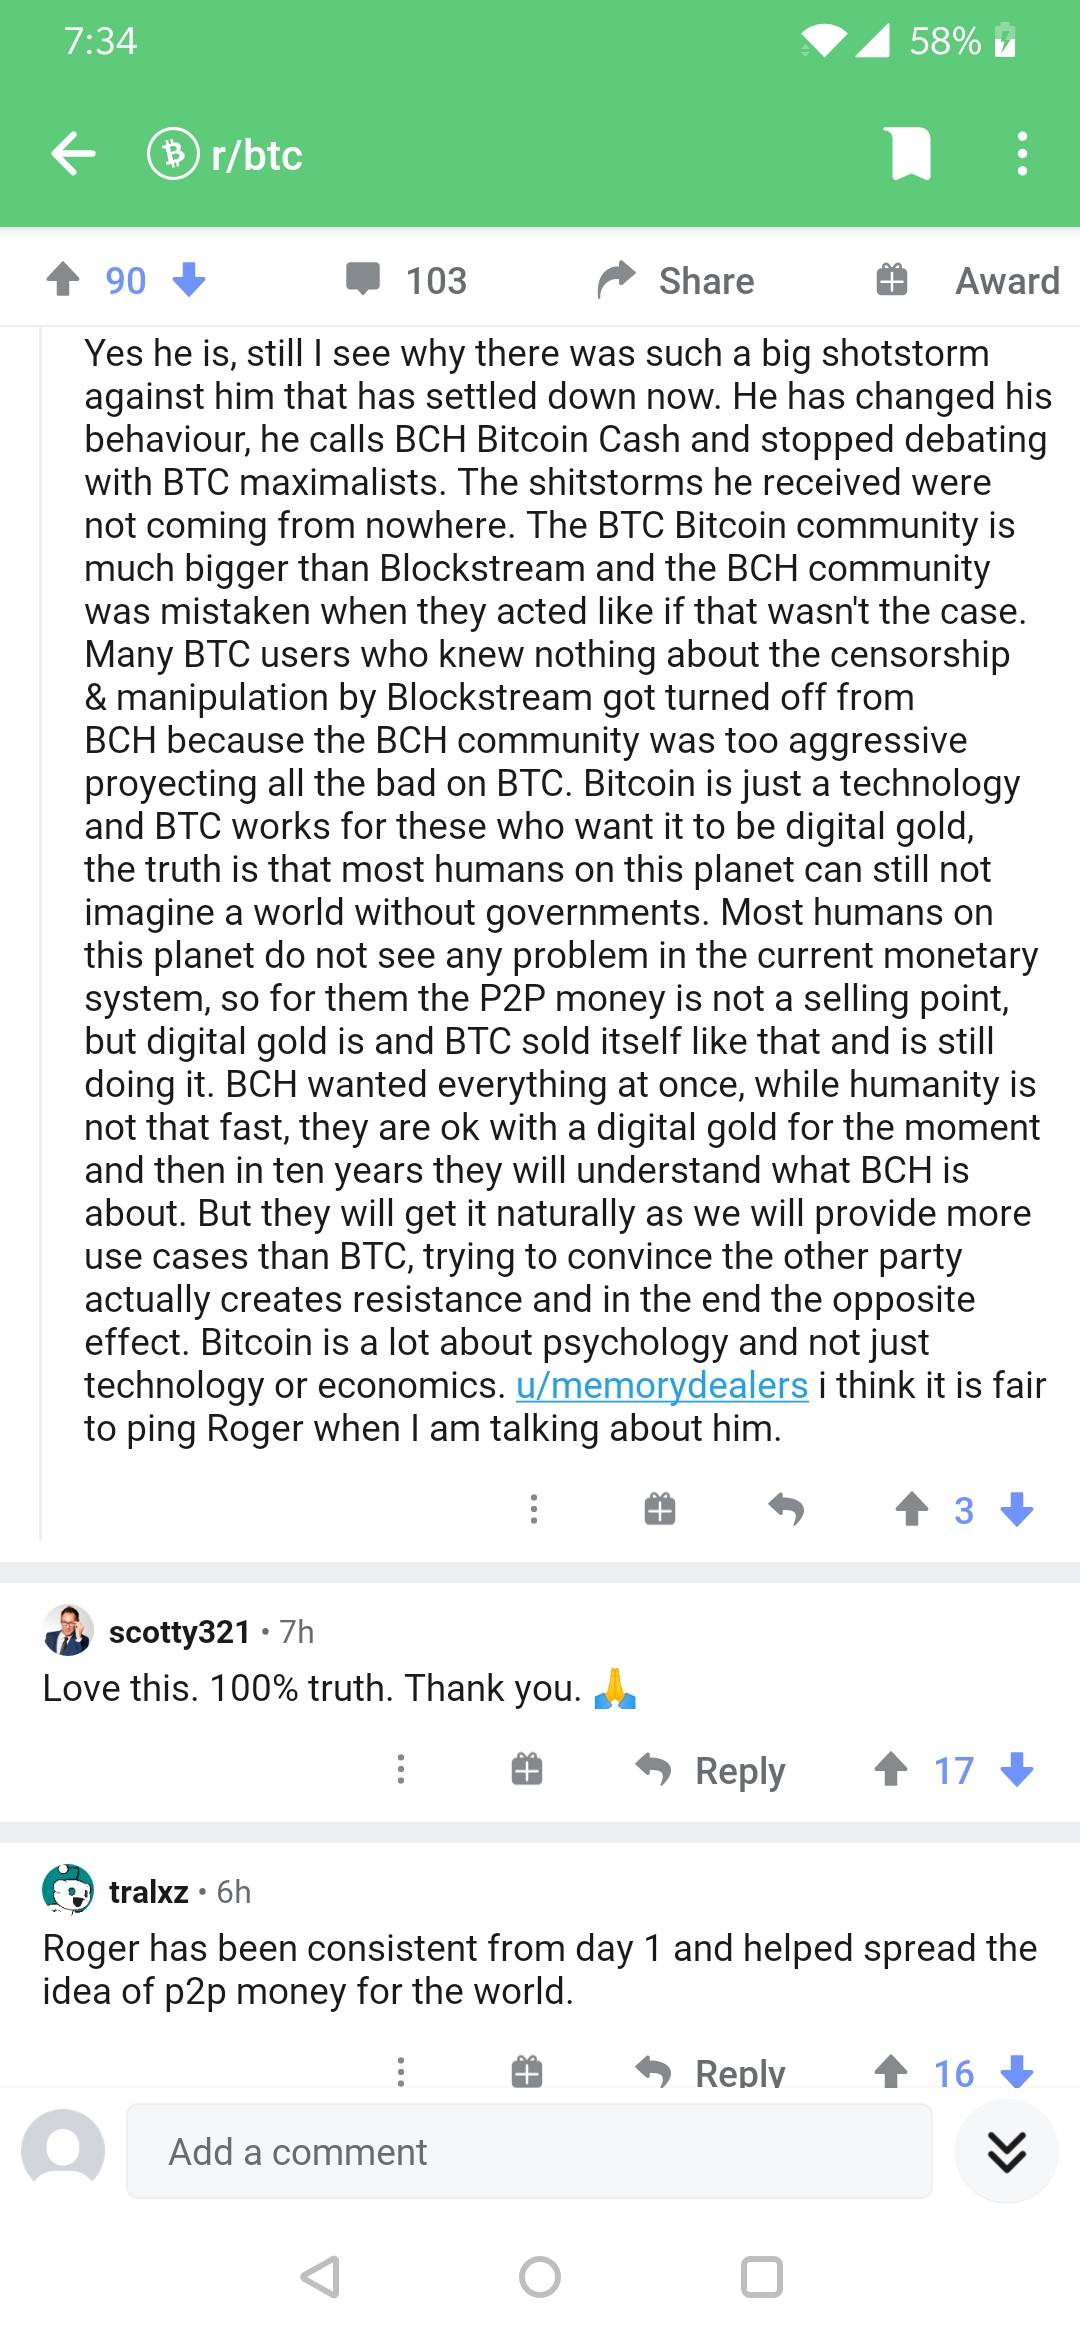 7:34
58%
r/btc
90
103
Share
Award
Yes he is, still I see why there was such a big shotstorm
against him that has settled down now. He has changed his
behaviour, he calls BCH Bitcoin Cash and stopped debating
with BTC maximalists. The shitstorms he received were
not coming from nowhere. The BTC Bitcoin community is
much bigger than Blockstream and the BCH community
was mistaken when they acted like if that wasn't the case.
Many BTC users who knew nothing about the censorship
& manipulation by Blockstream got turned off from
BCH because the BCH community was too aggressive
proyecting all the bad on BTC. Bitcoin is just a technology
and BTC works for these who want it to be digital gold,
the truth is that most humans on this planet can still not
imagine a world without governments. Most humans on
this planet do not see any problem in the current monetary
system, so for them the P2P money is not a selling point,
but digital gold is and BTC sold itself like that and is still
doing it. BCH wanted everything at once, while humanity is
not that fast, they are ok with a digital gold for the moment
and then in ten years they will understand what BCH is
about. But they will get it naturally as we will provide more
use cases than BTC, trying to convince the other party
actually creates resistance and in the end the opposite
effect. Bitcoin is a lot about psychology and not just
technology or economics. u/memorydealers i think it is fair
to ping Roger when I am talking about him.
3
scotty321 • 7h
Love this. 100% truth. Thank you. 🙏
Reply
17
tralxz • 6h
Roger has been consistent from day 1 and helped spread the
idea of p2p money for the world.
Reply
16
Add a comment